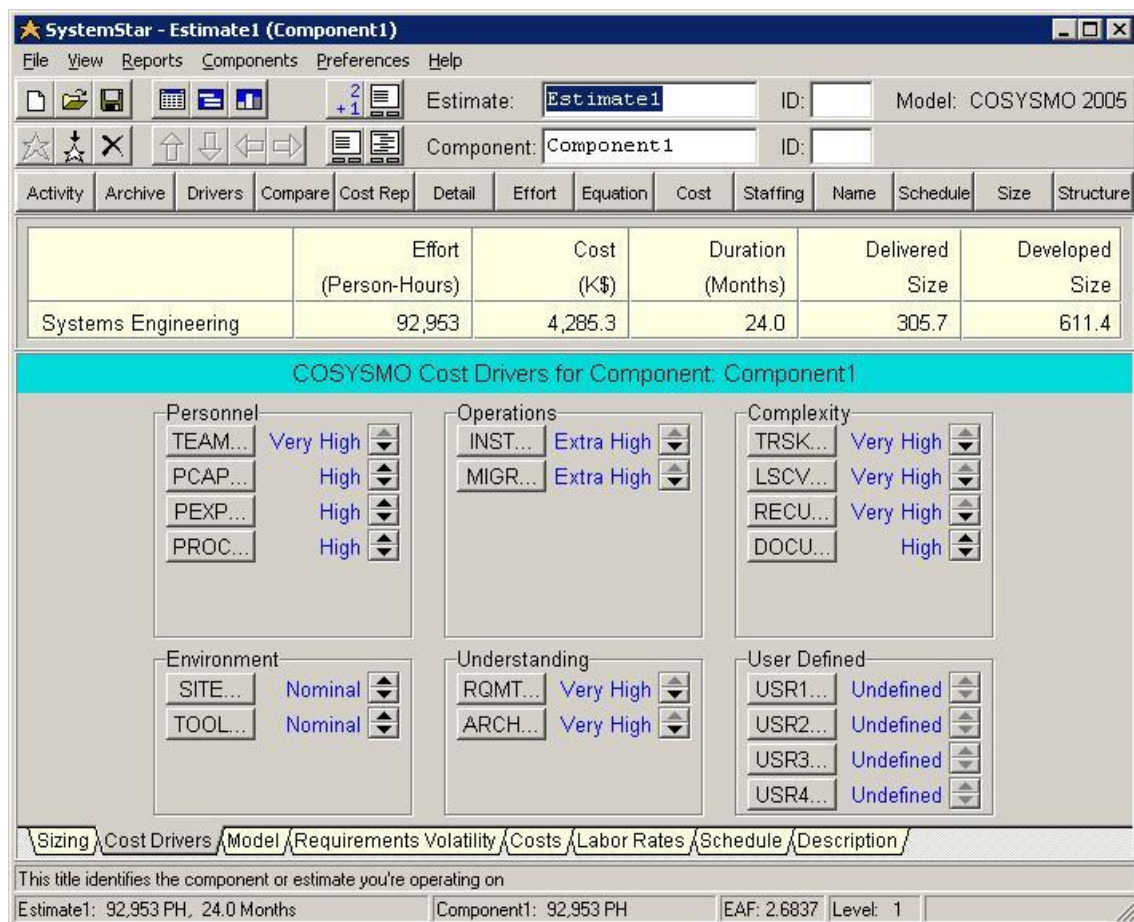 SystemStar - Estimate1 (Component1)
File View Reports Components Preferences Help
2 +1 Estimate: Estimate1 ID: Model: COSYSMO 2005
Component: Component1 ID:
Activity Archive Drivers Compare Cost Rep Detail Effort Equation Cost Staffing Name Schedule Size Structure
Effort Cost Duration Delivered Developed
(Person-Hours) (K$) (Months) Size Size
Systems Engineering 92,953 4,285.3 24.0 305.7 611.4
COSYSMO Cost Drivers for Component: Component1
Personnel Operations Complexity
TEAM... Very High INST... Extra High TRSK... Very High
PCAP... High MIGR... Extra High LSCV... Very High
PEXP... High RECU... Very High
PROC... High DOCU... High
Environment Understanding User Defined
SITE... Nominal RQMT... Very High USR1... Undefined
TOOL... Nominal ARCH... Very High USR2... Undefined
USR3... Undefined
USR4... Undefined
Sizing Cost Drivers Model Requirements Volatility Costs Labor Rates Schedule Description
This title identifies the component or estimate you're operating on
Estimate1: 92,953 PH, 24.0 Months Component1: 92,953 PH EAF: 2.6837 Level: 1